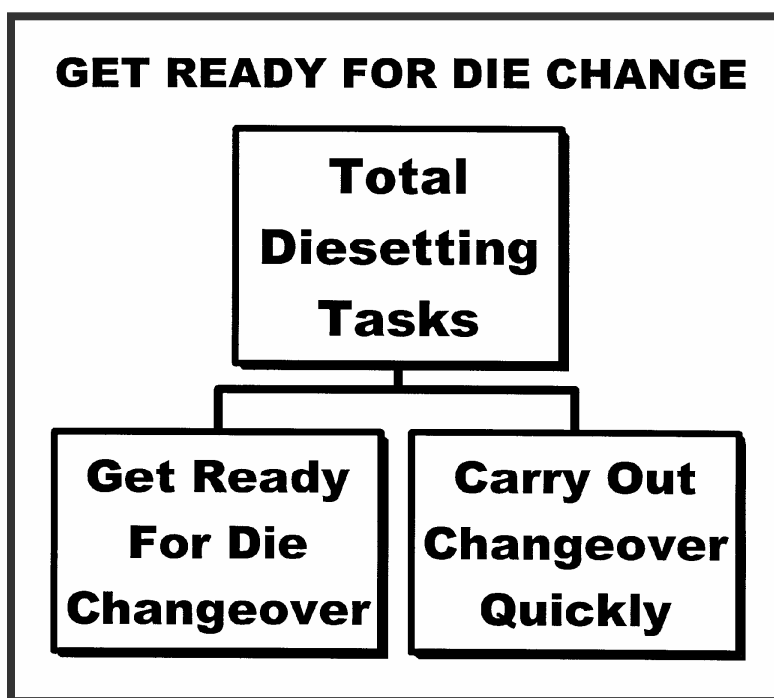 GET READY FOR DIE CHANGE
Total
Diesetting
Tasks
Get Ready
For Die
Changeover
Carry Out
Changeover
Quickly